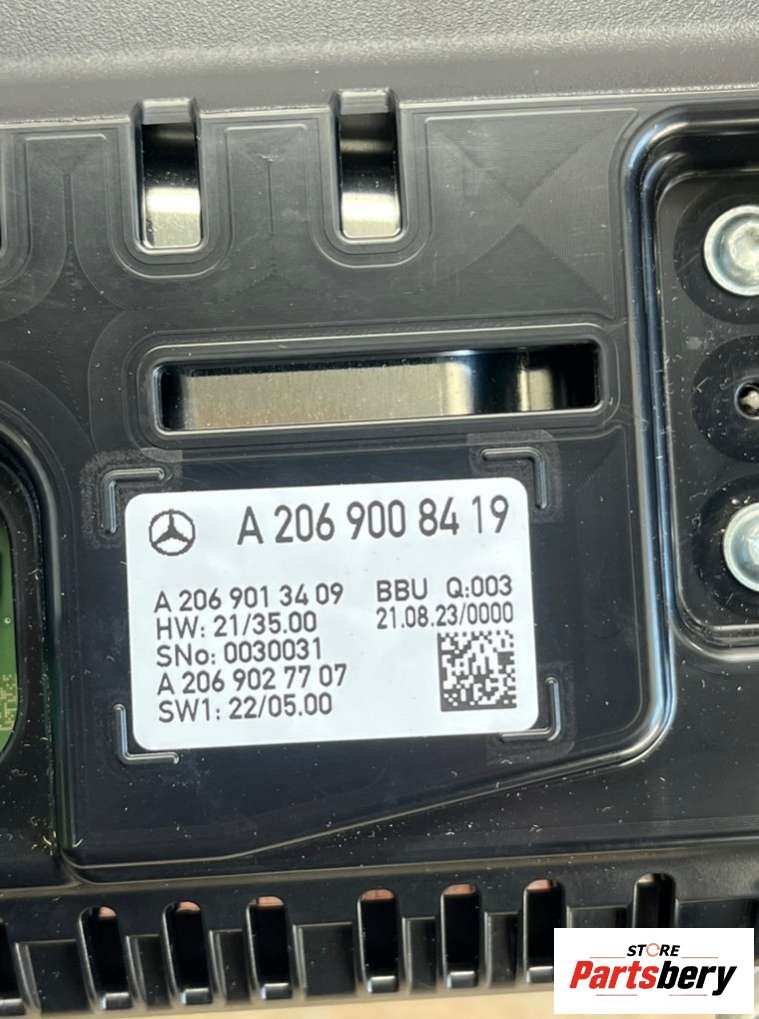 A 206 900 84 19
A 206 901 34 09 BBU Q:003
HW: 21/35.00 21.08.23/0000
SNo: 0030031
A 206 902 77 07
SW1: 22/05.00
STORE
Partsbery